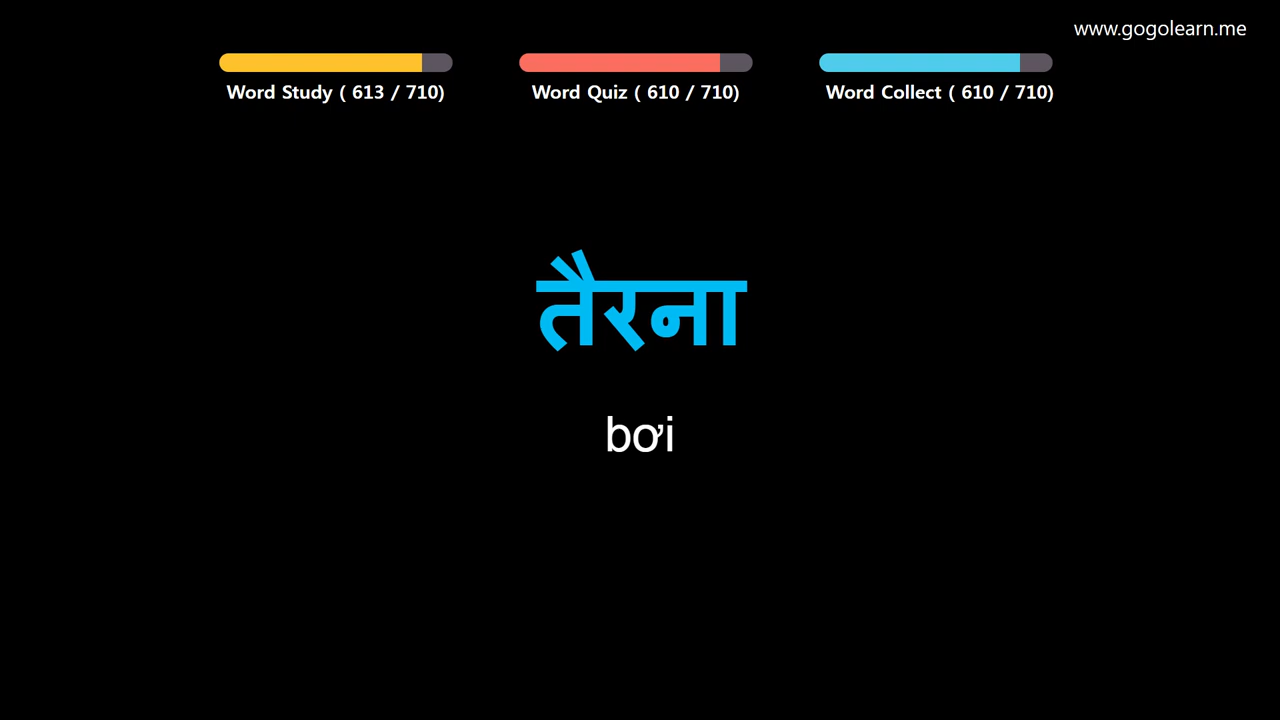 www.gogolearn.me
Word Study ( 613 / 710)
Word Quiz ( 610 / 710)
Word Collect ( 610 / 710)
तैरना
bơi